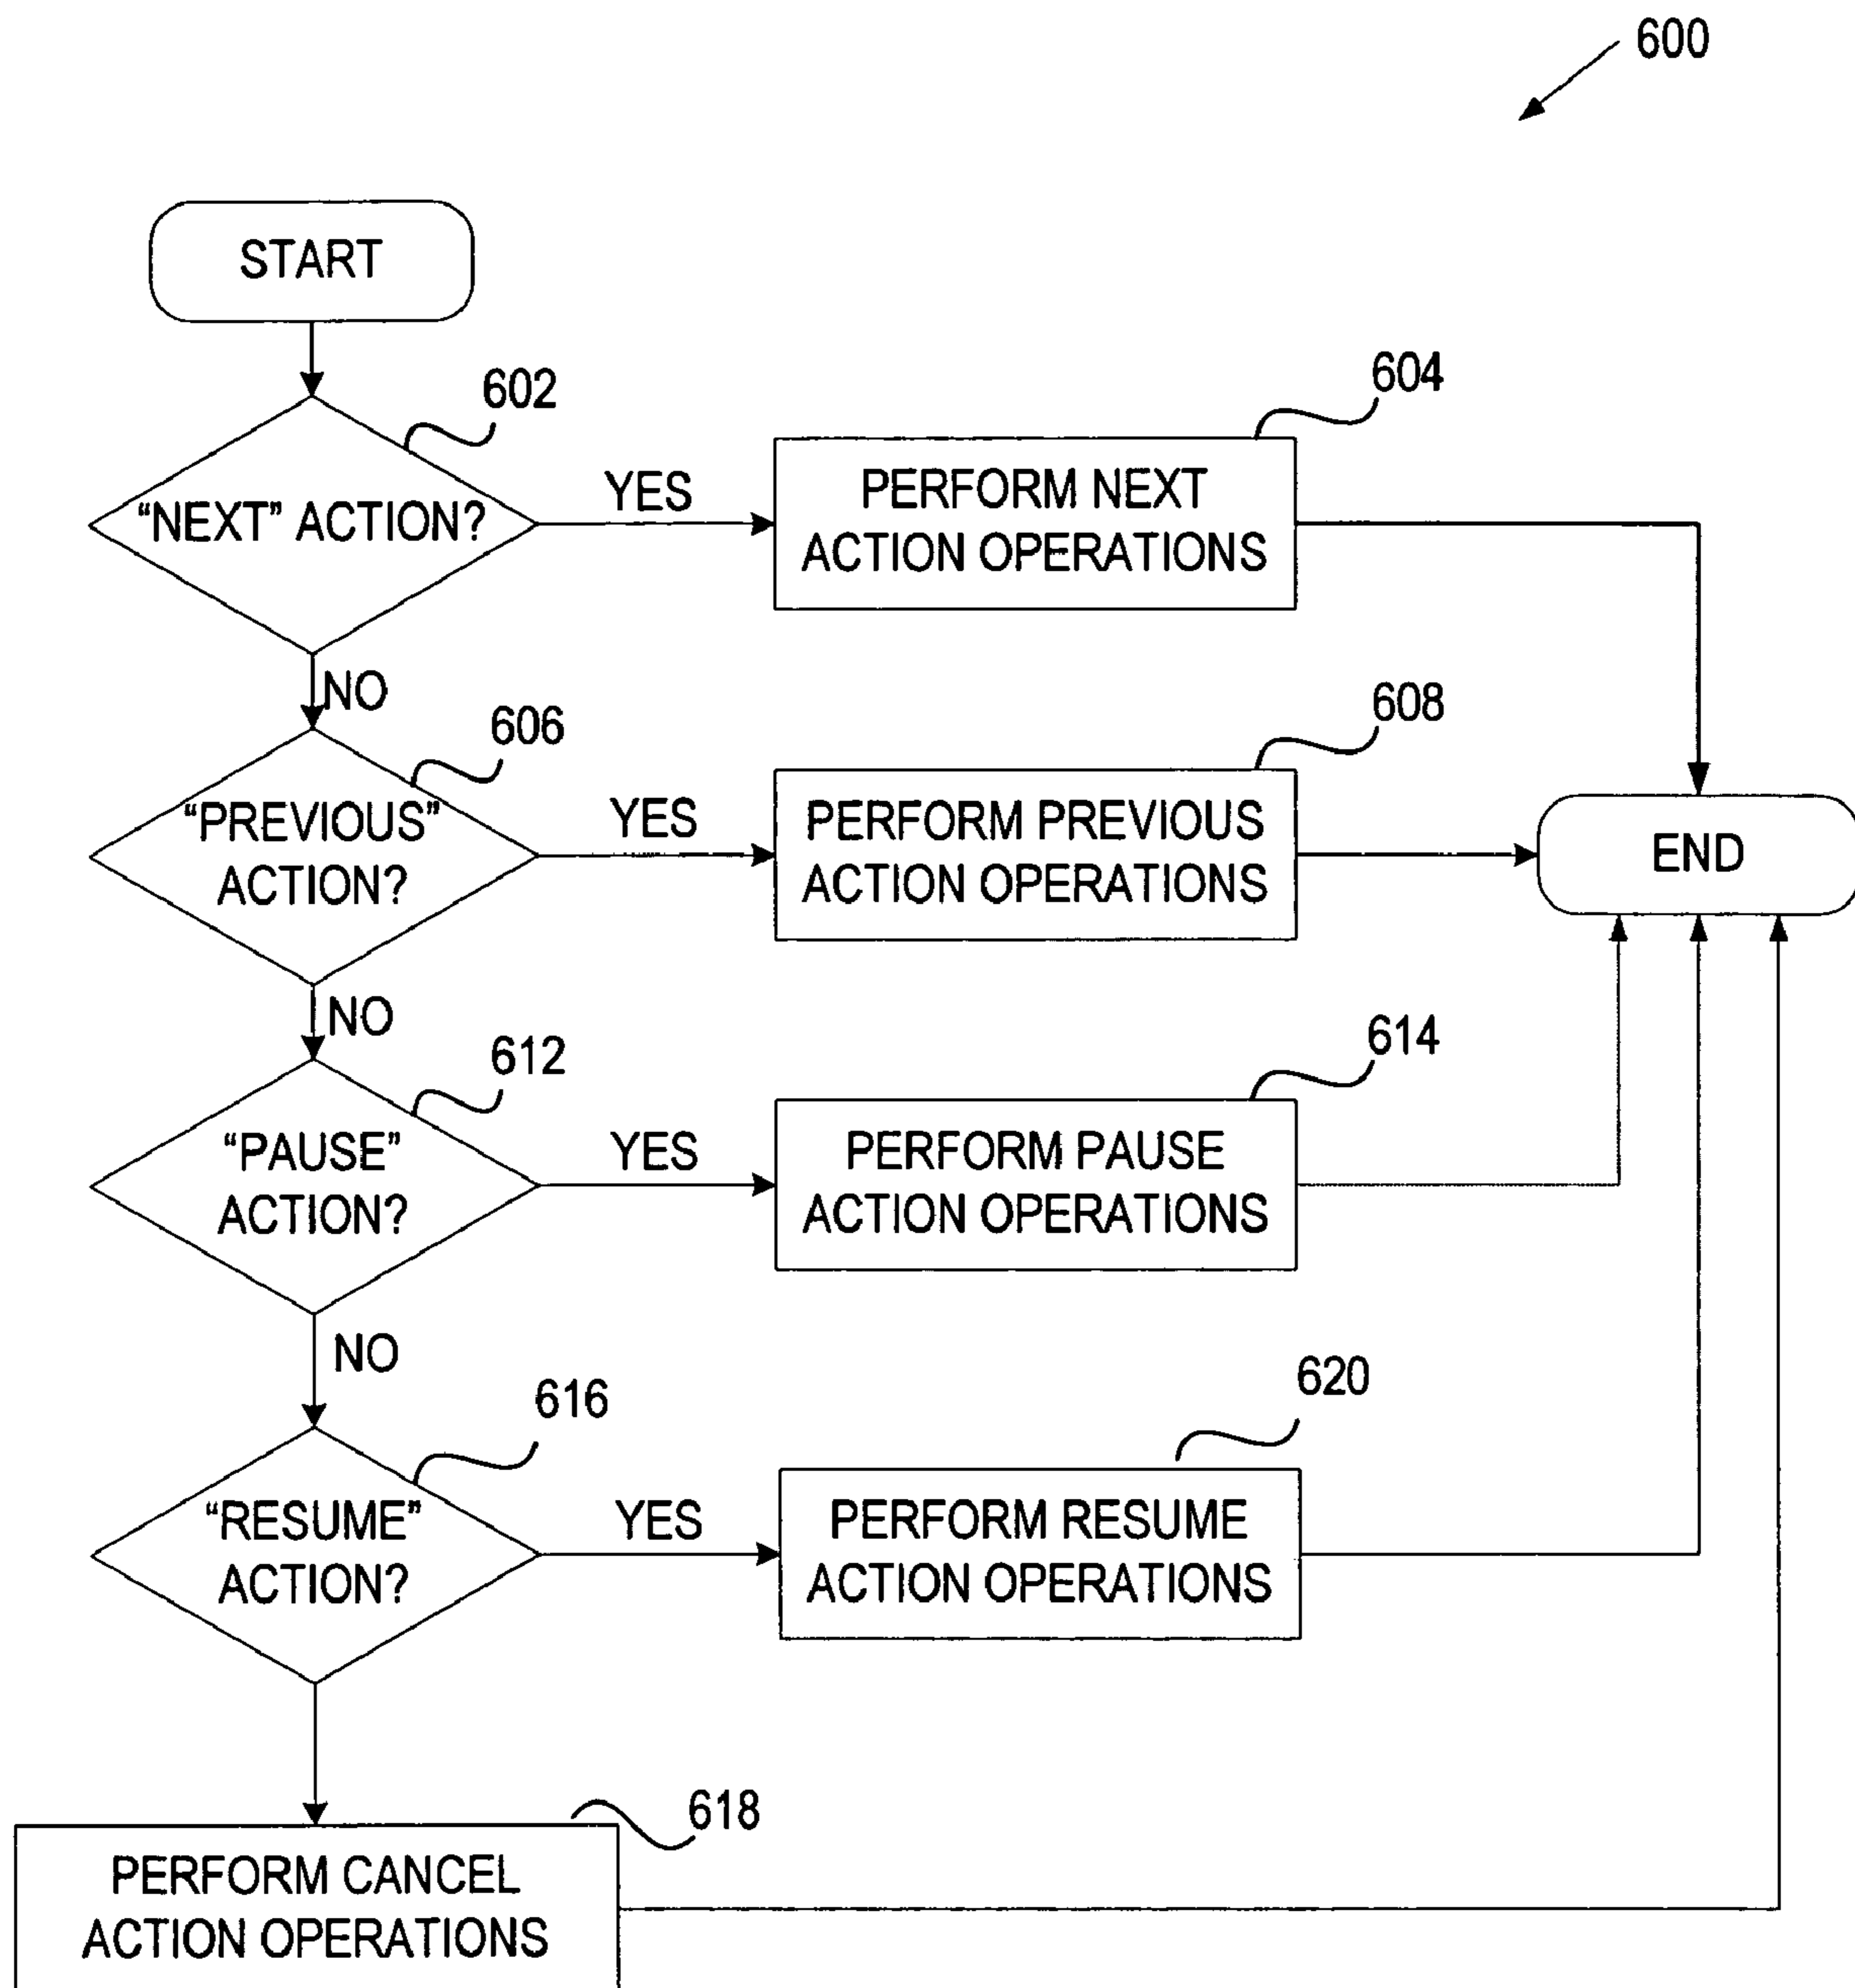 600
START
602
604
“NEXT” ACTION?
YES
PERFORM NEXT
ACTION OPERATIONS
NO
606
608
“PREVIOUS”
ACTION?
YES
PERFORM PREVIOUS
ACTION OPERATIONS
END
NO
612
614
“PAUSE”
ACTION?
YES
PERFORM PAUSE
ACTION OPERATIONS
NO
616
620
“RESUME”
ACTION?
YES
PERFORM RESUME
ACTION OPERATIONS
618
PERFORM CANCEL
ACTION OPERATIONS